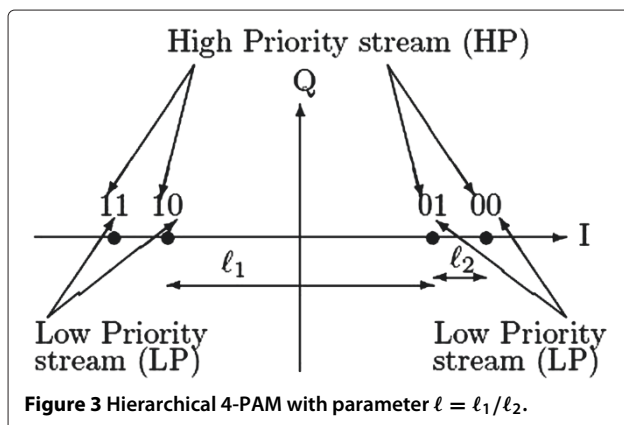 High Priority stream (HP)
Q
11 10 01 00
I
ℓ1 ℓ2
Low Priority
stream (LP)
Low Priority
stream (LP)
Figure 3 Hierarchical 4-PAM with parameter ℓ = ℓ1/ℓ2.